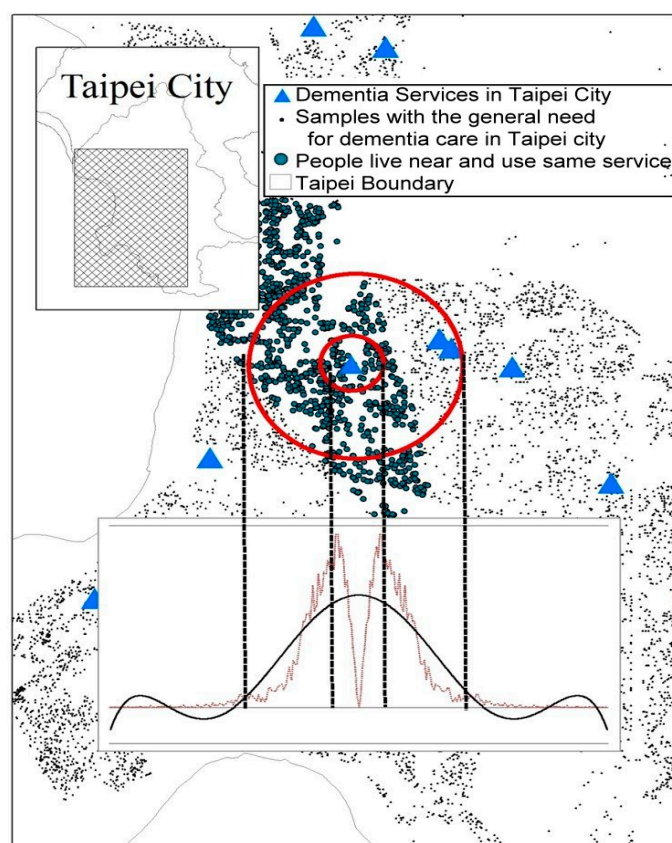 Taipei City
Dementia Services in Taipei City
Samples with the general need
for dementia care in Taipei city
People live near and use same service
Taipei Boundary